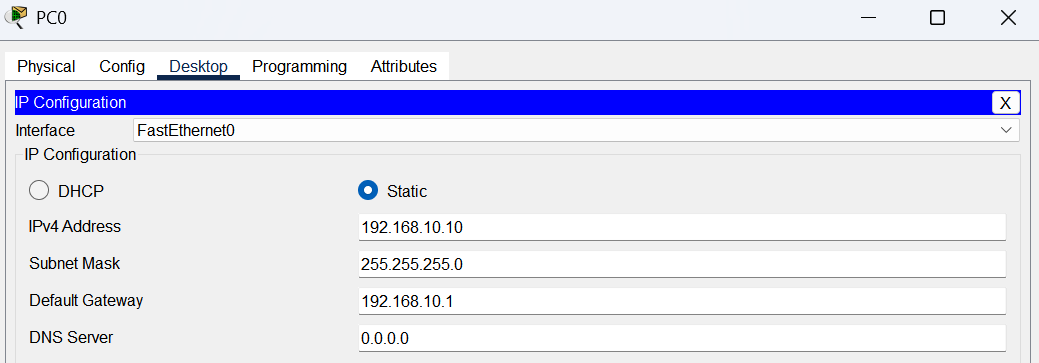 PC0
Physical Config Desktop Programming Attributes
IP Configuration X
Interface FastEthernet0
IP Configuration
DHCP Static
IPv4 Address 192.168.10.10
Subnet Mask 255.255.255.0
Default Gateway 192.168.10.1
DNS Server 0.0.0.0